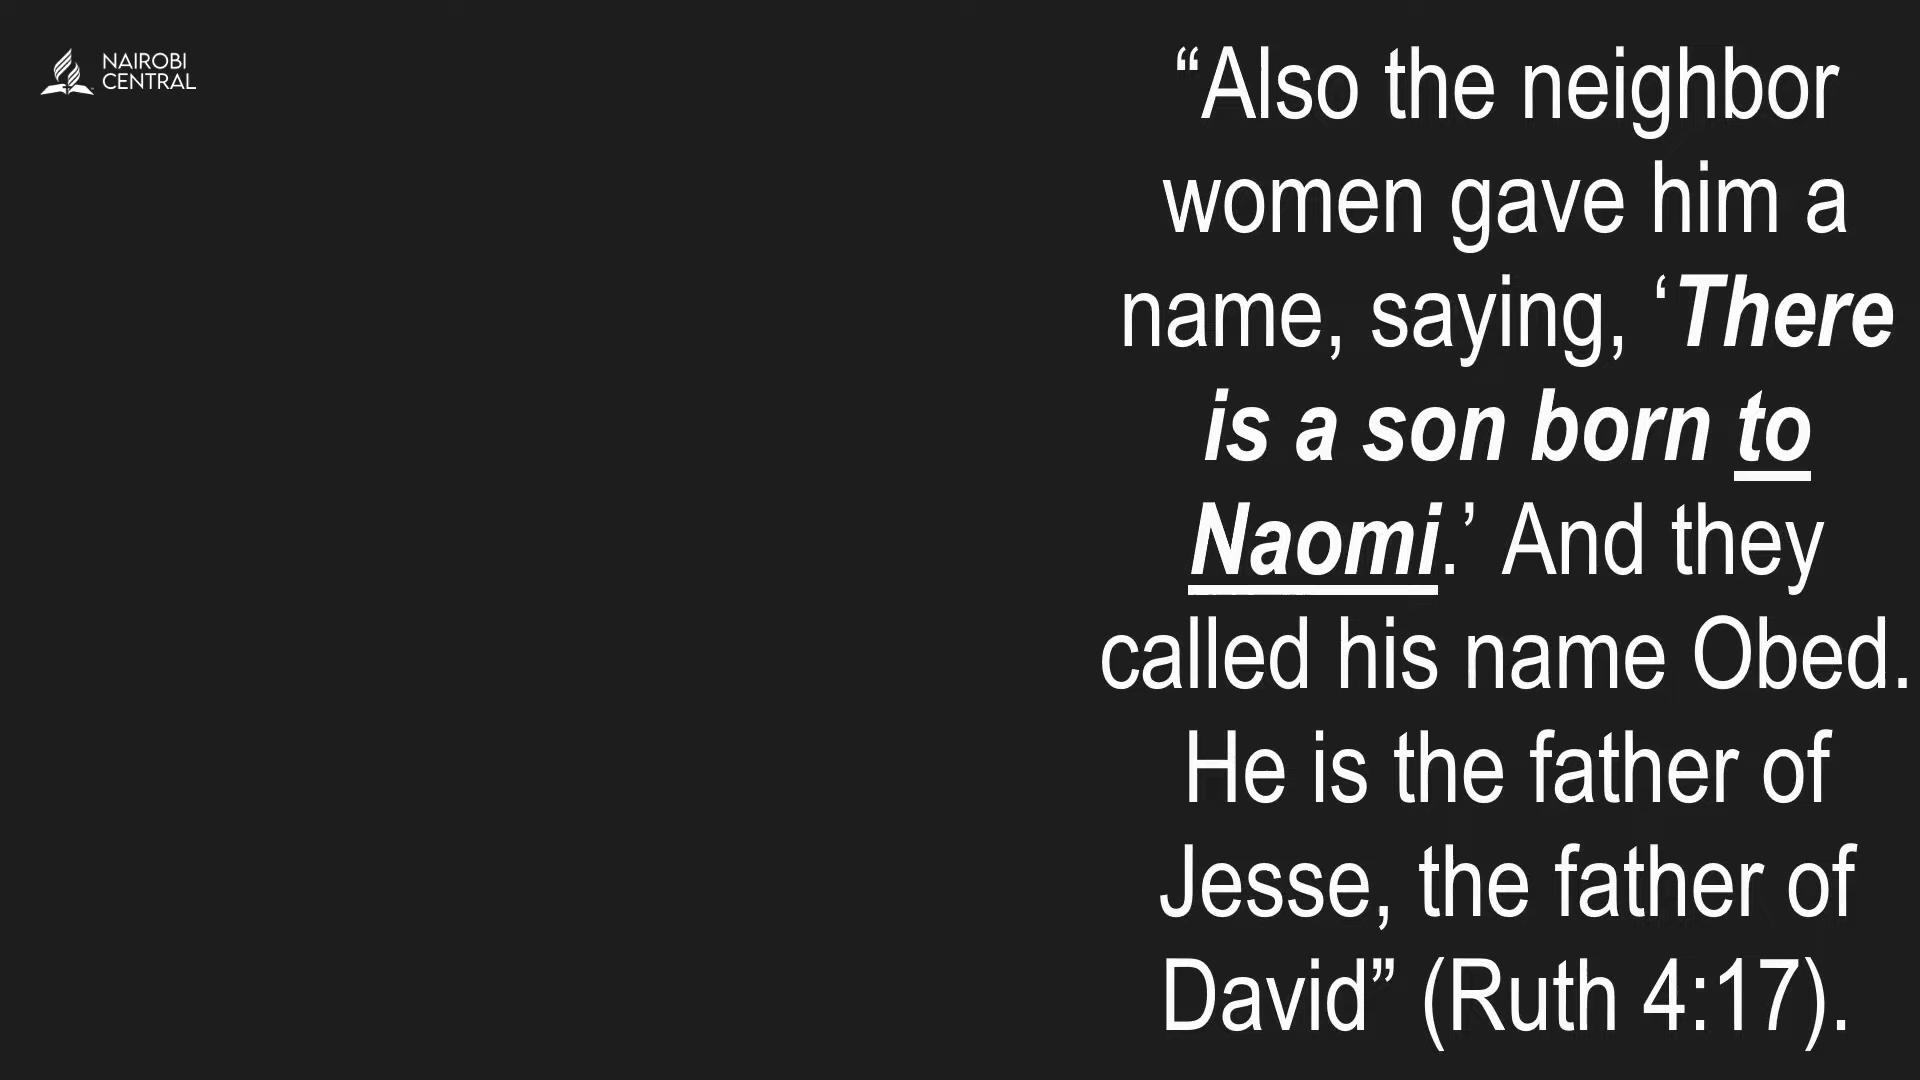 NAIROBI
CENTRAL
“Also the neighbor
women gave him a
name, saying, ‘There
is a son born to
Naomi.’ And they
called his name Obed.
He is the father of
Jesse, the father of
David” (Ruth 4:17).